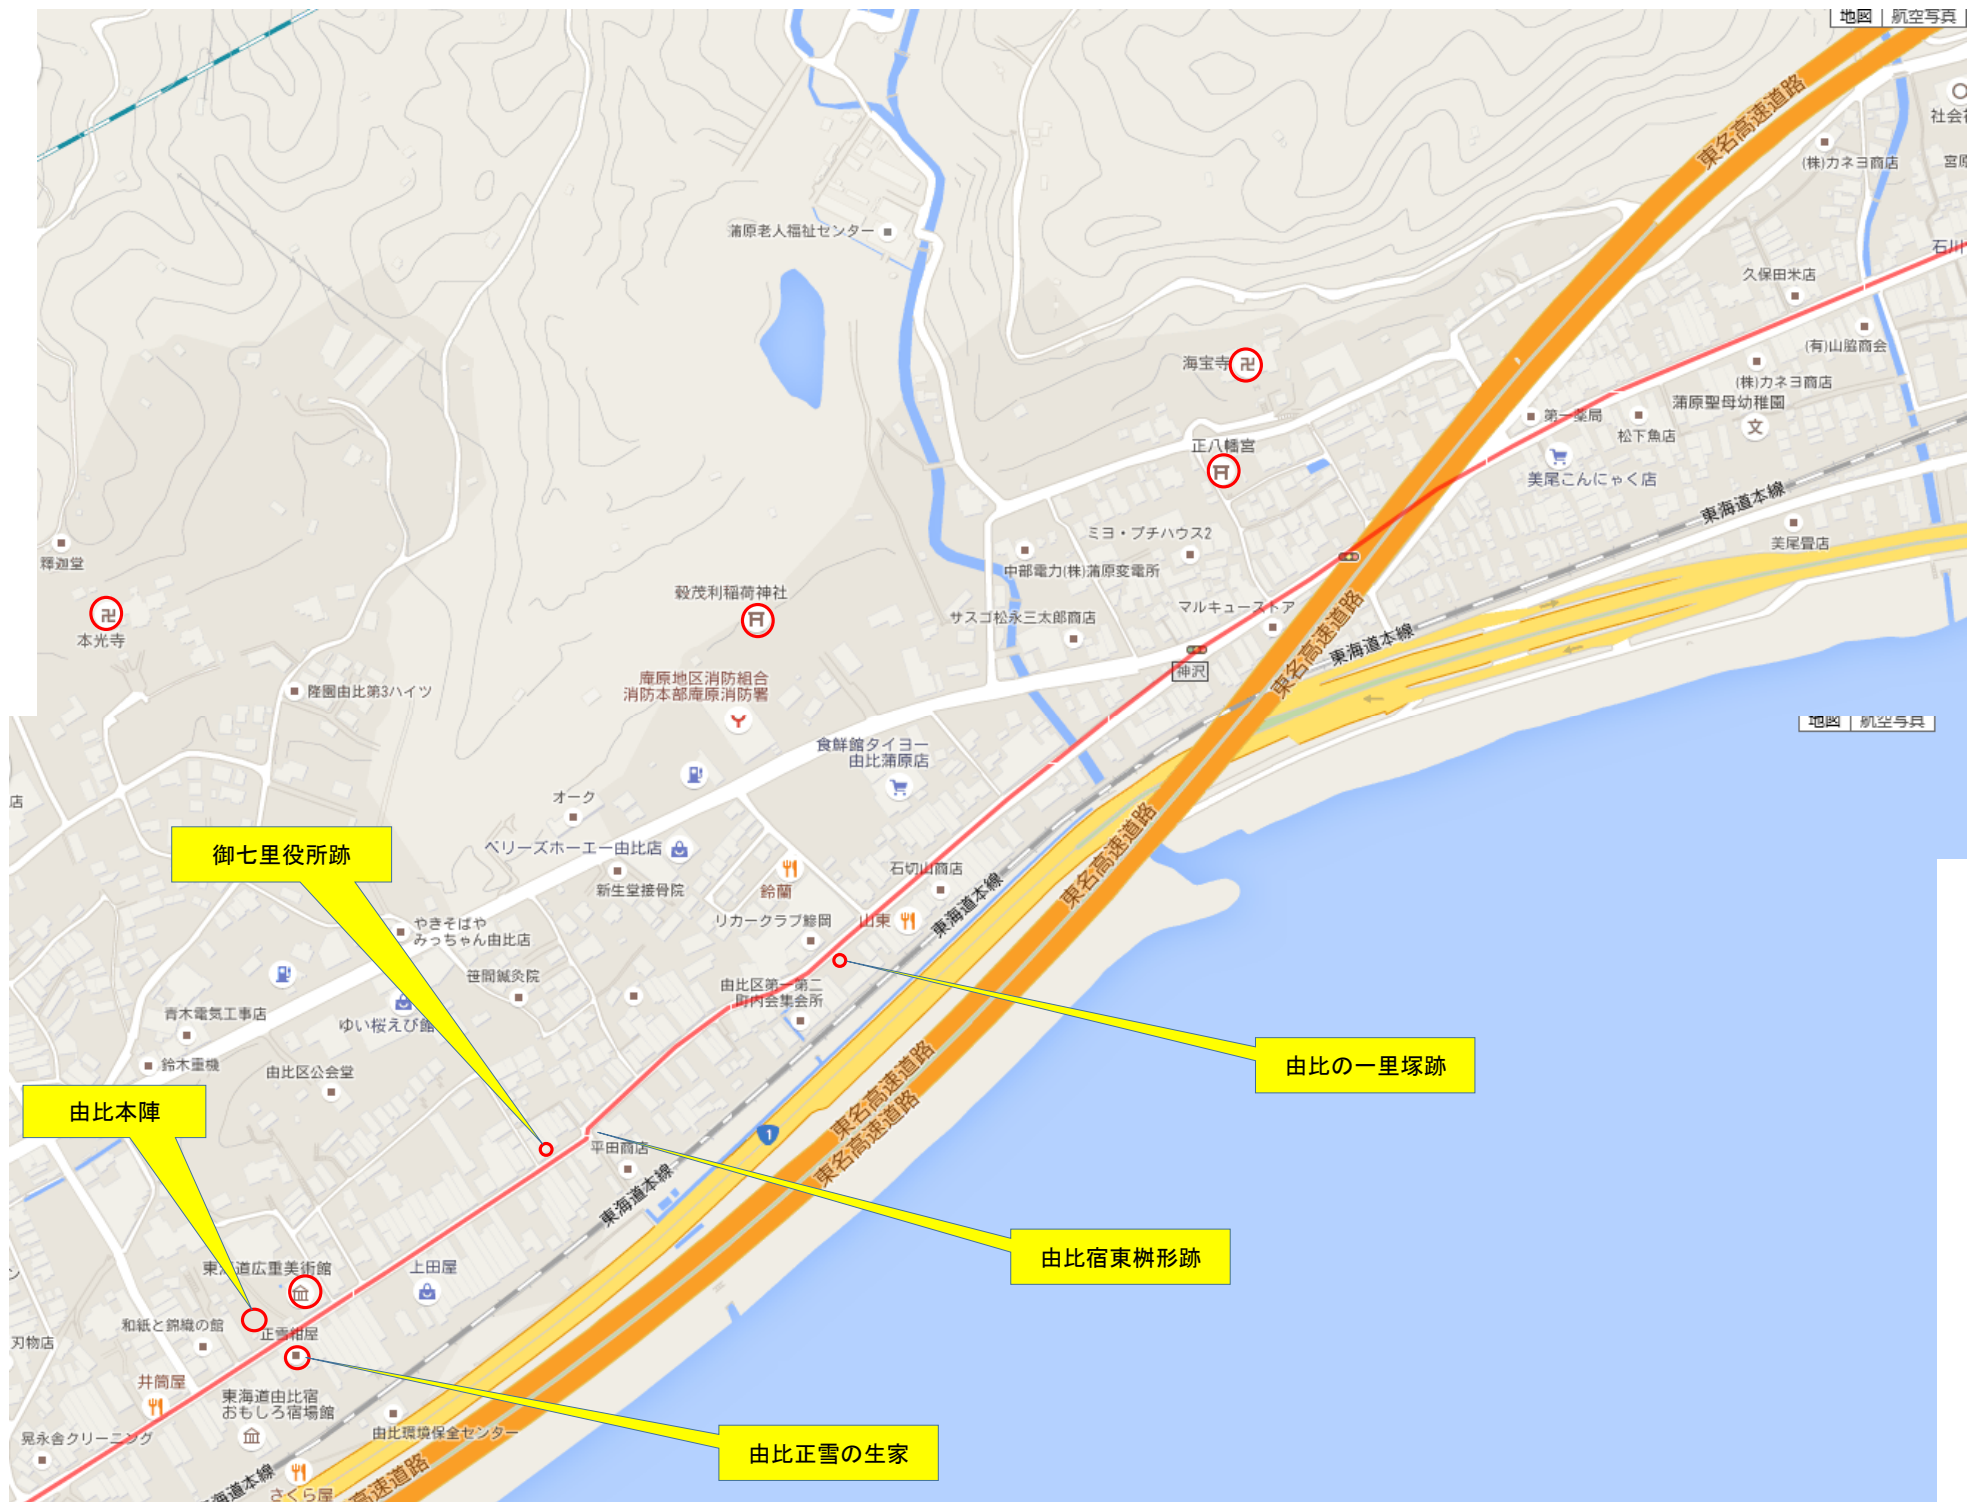 地図 航空写真
東名高速道路
(株)カネヨ商店
蒲原老人福祉センター
石川
久保田米店
(有)山脇商会
海宝寺
(株)カネヨ商店
蒲原聖母幼稚園
第一薬局
松下魚店
正八幡宮
美尾こんにゃく店
東海道本線
美尾畳店
ミヨ・プチハウス2
中部電力(株)蒲原変電所
釋迦堂
本光寺
穀茂利稲荷神社
サスゴ松永三太郎商店
マルキューストア
東名高速道路
東海道本線
神沢
庵原地区消防組合
消防本部庵原消防署
隆園由比第3ハイツ
地図 航空写真
食鮮館タイヨー
由比蒲原店
店
オーク
ベリーズホーエー由比店
新生堂接骨院
鈴蘭
石切山商店
東名高速道路
御七里役所跡
リカークラブ鯵岡
山東
東海道本線
やきそばや
みっちゃん由比店
笹間鍼灸院
由比区第一第二
町内会集会所
青木電気工事店
ゆい桜えび館
鈴木重機
由比区公会堂
由比の一里塚跡
由比本陣
東名高速道路
東名高速道路
1
平田商店
東海道本線
由比宿東桝形跡
東海道広重美術館
上田屋
和紙と錦織の館
正雪紺屋
刃物店
井筒屋
東海道由比宿
おもしろ宿場館
由比環境保全センター
晃永舎クリーニング
由比正雪の生家
海道本線
さくら屋
高速道路